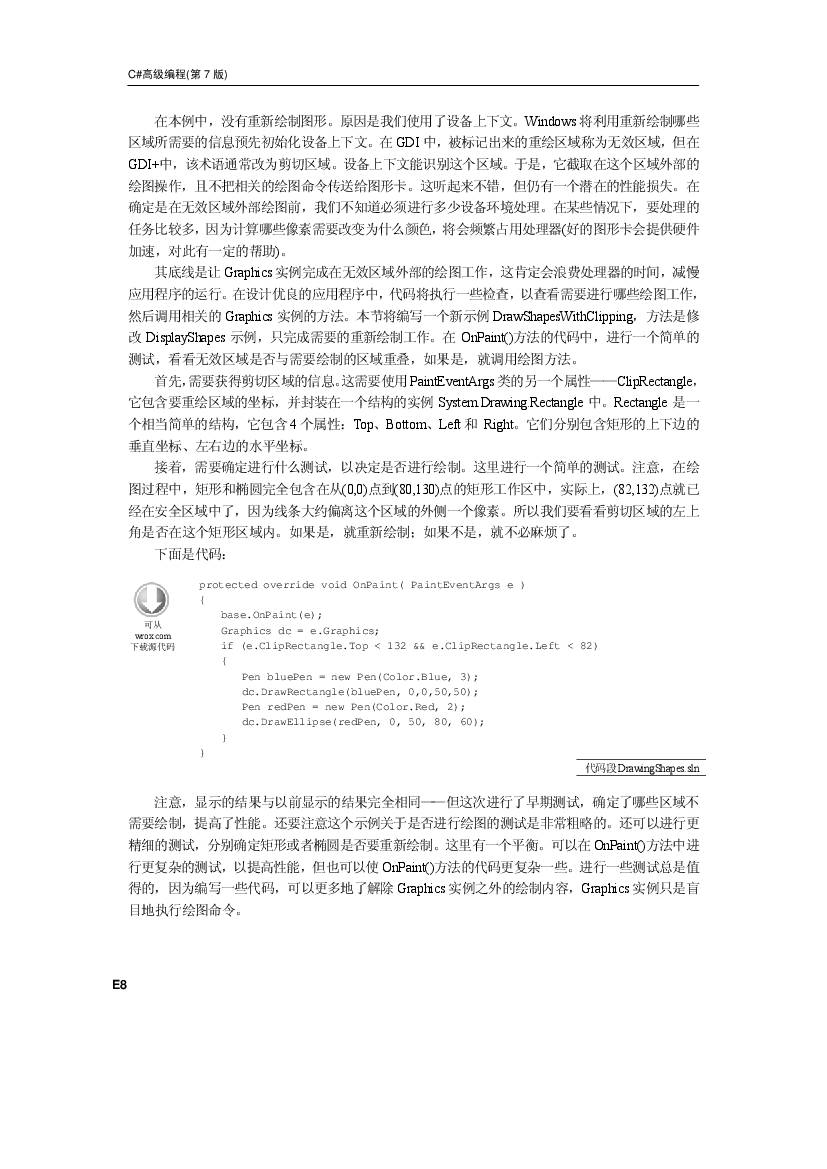 C#高级编程(第 7 版)
在本例中，没有重新绘制图形。原因是我们使用了设备上下文。Windows 将利用重新绘制哪些
区域所需要的信息预先初始化设备上下文。在 GDI 中，被标记出来的重绘区域称为无效区域，但在
GDI+中，该术语通常改为剪切区域。设备上下文能识别这个区域。于是，它截取在这个区域外部的
绘图操作，且不把相关的绘图命令传送给图形卡。这听起来不错，但仍有一个潜在的性能损失。在
确定是在无效区域外部绘图前，我们不知道必须进行多少设备环境处理。在某些情况下，要处理的
任务比较多，因为计算哪些像素需要改变为什么颜色，将会频繁占用处理器(好的图形卡会提供硬件
加速，对此有一定的帮助)。
其底线是让 Graphics 实例完成在无效区域外部的绘图工作，这肯定会浪费处理器的时间，减慢
应用程序的运行。在设计优良的应用程序中，代码将执行一些检查，以查看需要进行哪些绘图工作，
然后调用相关的 Graphics 实例的方法。本节将编写一个新示例 DrawShapesWithClipping，方法是修
改 DisplayShapes 示例，只完成需要的重新绘制工作。在 OnPaint()方法的代码中，进行一个简单的
测试，看看无效区域是否与需要绘制的区域重叠，如果是，就调用绘图方法。
首先，需要获得剪切区域的信息。这需要使用 PaintEventArgs 类的另一个属性——ClipRectangle，
它包含要重绘区域的坐标，并封装在一个结构的实例 System.Drawing.Rectangle 中。Rectangle 是一
个相当简单的结构，它包含 4 个属性：Top、Bottom、Left 和 Right。它们分别包含矩形的上下边的
垂直坐标、左右边的水平坐标。
接着，需要确定进行什么测试，以决定是否进行绘制。这里进行一个简单的测试。注意，在绘
图过程中，矩形和椭圆完全包含在从(0,0)点到(80,130)点的矩形工作区中，实际上，(82,132)点就已
经在安全区域中了，因为线条大约偏离这个区域的外侧一个像素。所以我们要看看剪切区域的左上
角是否在这个矩形区域内。如果是，就重新绘制；如果不是，就不必麻烦了。
下面是代码：
protected override void OnPaint( PaintEventArgs e )
{
base.OnPaint(e);
Graphics dc = e.Graphics;
if (e.ClipRectangle.Top < 132 && e.ClipRectangle.Left < 82)
{
Pen bluePen = new Pen(Color.Blue, 3);
dc.DrawRectangle(bluePen, 0,0,50,50);
Pen redPen = new Pen(Color.Red, 2);
dc.DrawEllipse(redPen, 0, 50, 80, 60);
}
}
可从
wrox.com
下载源代码
代码段 DrawingShapes.sln
注意，显示的结果与以前显示的结果完全相同——但这次进行了早期测试，确定了哪些区域不
需要绘制，提高了性能。还要注意这个示例关于是否进行绘图的测试是非常粗略的。还可以进行更
精细的测试，分别确定矩形或者椭圆是否要重新绘制。这里有一个平衡。可以在 OnPaint()方法中进
行更复杂的测试，以提高性能，但也可以使 OnPaint()方法的代码更复杂一些。进行一些测试总是值
得的，因为编写一些代码，可以更多地了解除 Graphics 实例之外的绘制内容，Graphics 实例只是盲
目地执行绘图命令。
E8